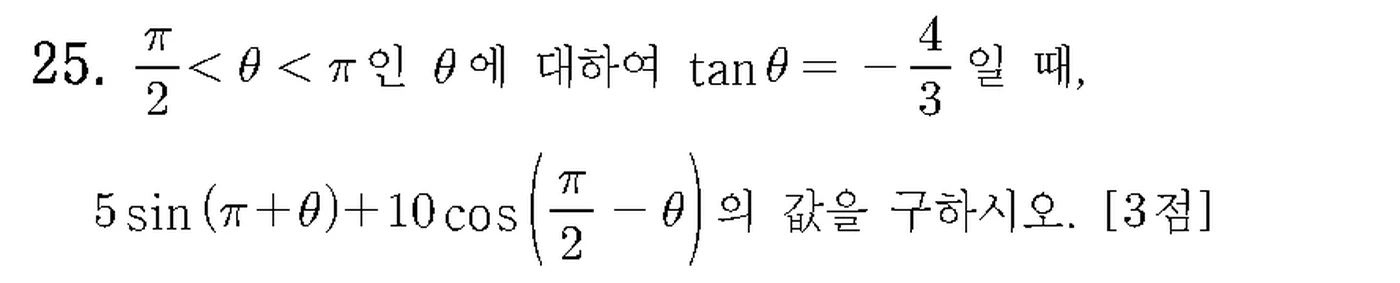 25. π/2 < θ < π 인 θ에 대하여 tan θ = −4/3 일 때,
5 sin (π+θ)+10 cos(π/2 − θ)의 값을 구하시오. [3점]